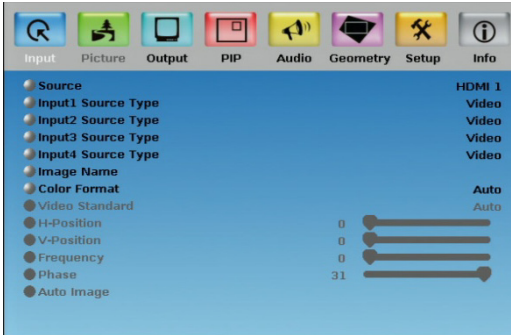 Input Picture Output PIP Audio Geometry Setup Info
Source HDMI 1
Input1 Source Type Video
Input2 Source Type Video
Input3 Source Type Video
Input4 Source Type Video
Image Name
Color Format Auto
Video Standard Auto
H-Position 0
V-Position 0
Frequency 0
Phase 31
Auto Image